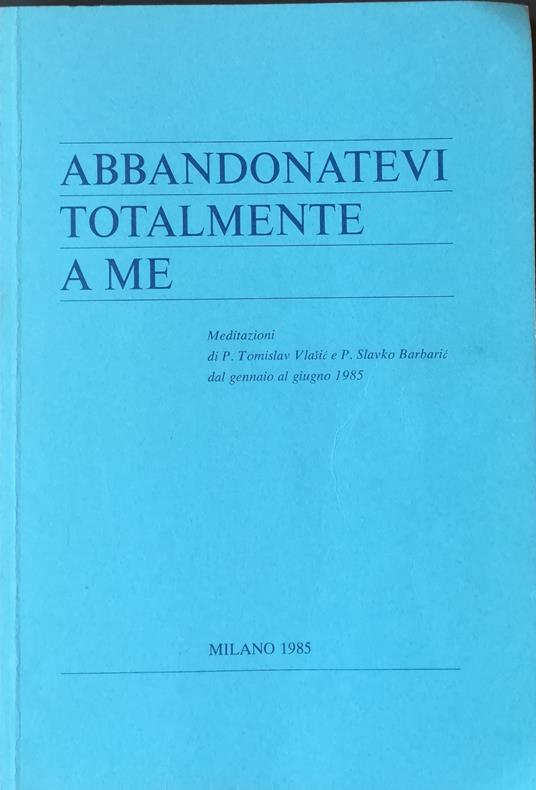 ABBANDONATEVI
TOTALMENTE
A ME
Meditazioni
di P. Tomislav Vlašić e P. Slavko Barbarić
dal gennaio al giugno 1985
MILANO 1985